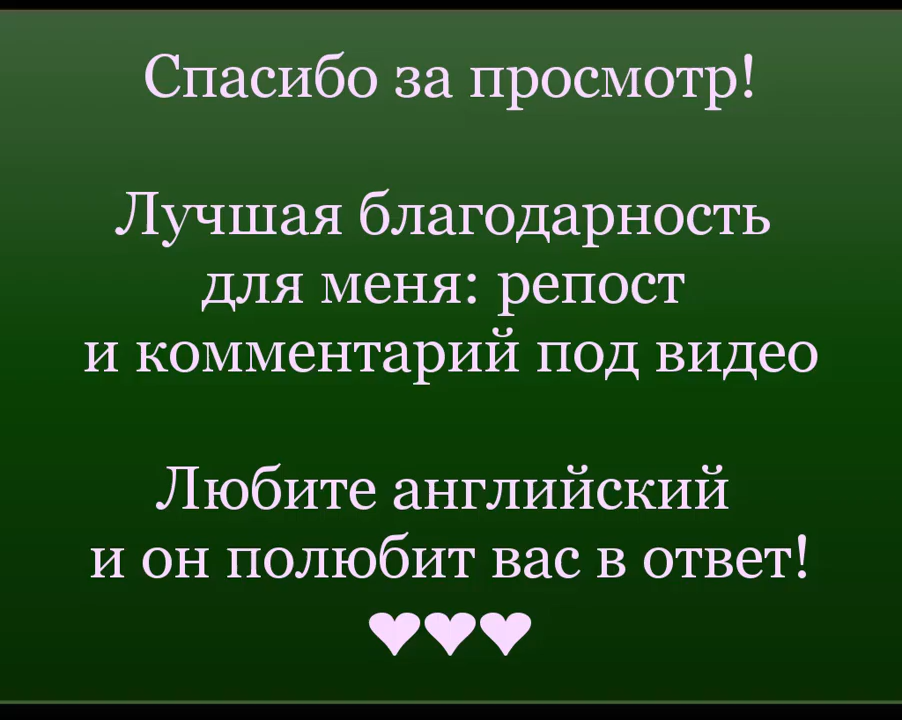 Спасибо за просмотр!
Лучшая благодарность
для меня: репост
и комментарий под видео
Любите английский
и он полюбит вас в ответ!
♥♥♥